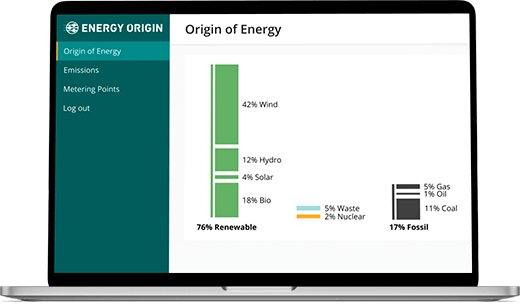 ENERGY ORIGIN
Origin of Energy
Emissions
Metering Points
Log out
Origin of Energy
42% Wind
12% Hydro
4% Solar
18% Bio
76% Renewable
5% Waste
2% Nuclear
5% Gas
1% Oil
11% Coal
17% Fossil